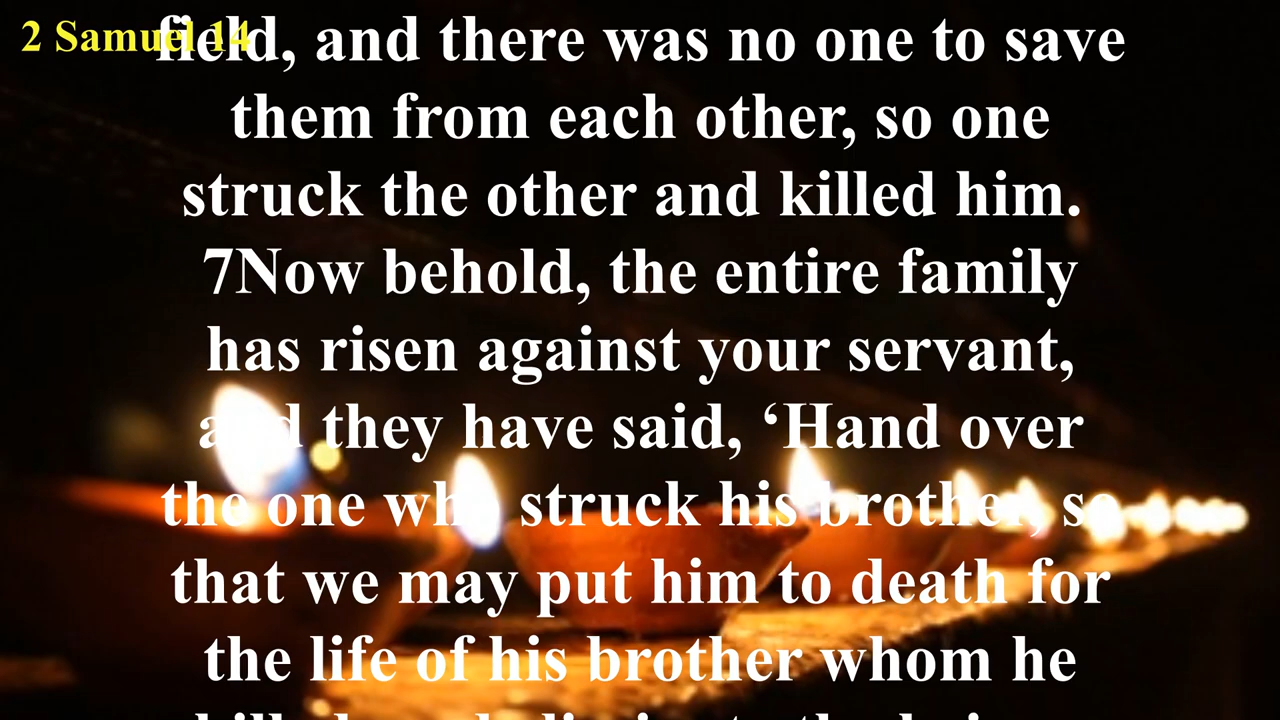 2 Samuel 14
field, and there was no one to save
them from each other, so one
struck the other and killed him.
7Now behold, the entire family
has risen against your servant,
and they have said, ‘Hand over
the one who struck his brother, so
that we may put him to death for
the life of his brother whom he